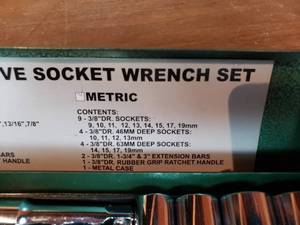 VE SOCKET WRENCH SET
METRIC
CONTENTS:
,13/16",7/8"
9 - 3/8"DR. SOCKETS:
9, 10, 11, 12, 13, 14, 15, 17, 19mm
4 - 3/8"DR. 46MM DEEP SOCKETS:
10, 11, 12, 13mm
4 - 3/8"DR. 63MM DEEP SOCKETS:
14, 15, 17, 19mm
BARS
2 - 3/8"DR. 1-3/4" & 3" EXTENSION BARS
HANDLE
1 - 3/8"DR. RUBBER GRIP RATCHET HANDLE
1 - METAL CASE